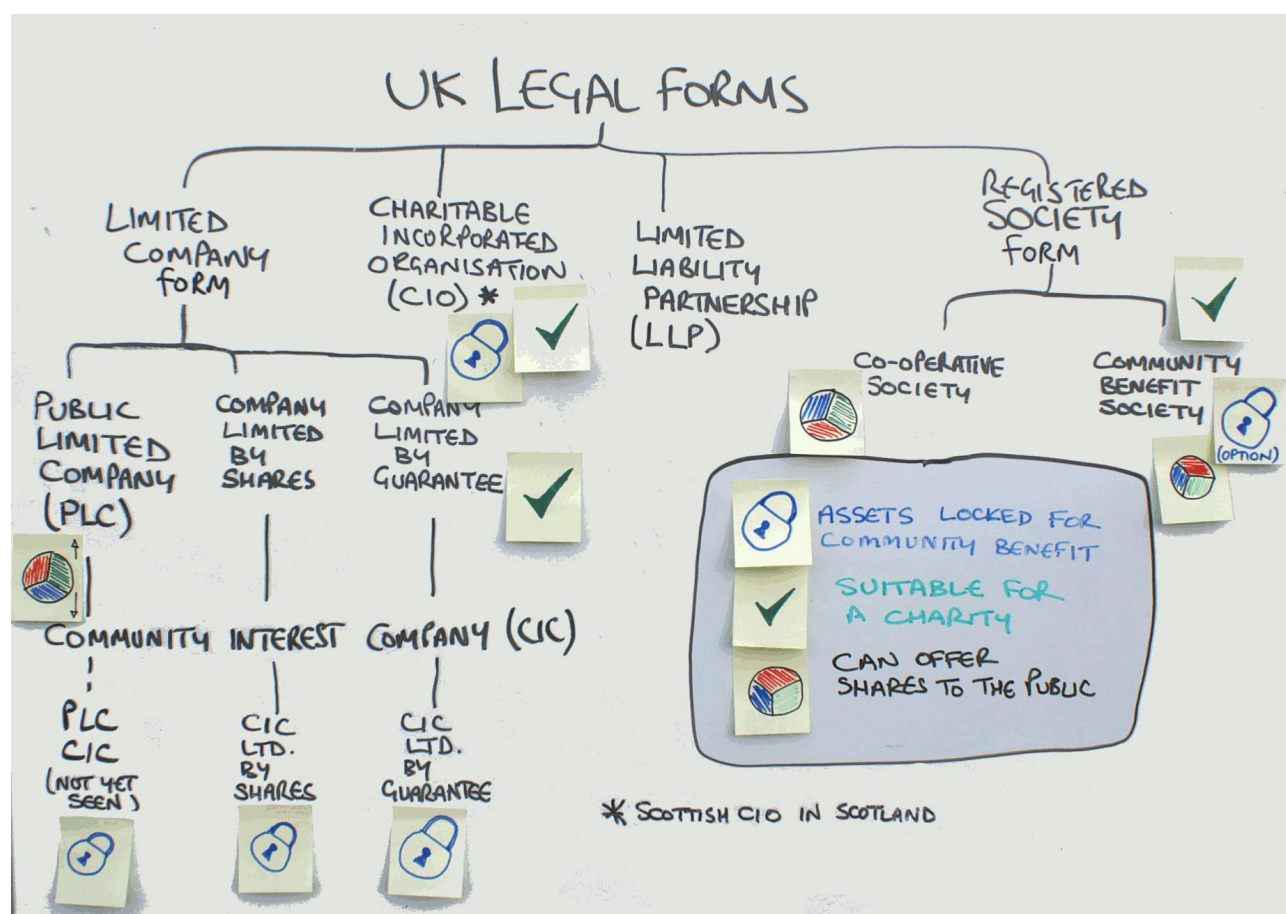 UK LEGAL FORMS
LIMITED
COMPANY
FORM
CHARITABLE
INCORPORATED
ORGANISATION
(CIO) *
LIMITED
LIABILITY
PARTNERSHIP
(LLP)
REGISTERED
SOCIETY
FORM
PUBLIC
LIMITED
COMPANY
(PLC)
COMPANY
LIMITED
BY
SHARES
COMPANY
LIMITED
BY
GUARANTEE
CO-OPERATIVE
SOCIETY
COMMUNITY
BENEFIT
SOCIETY
(OPTION)
COMMUNITY INTEREST COMPANY (CIC)
PLC
CIC
(NOT YET
SEEN)
CIC
LTD.
BY
SHARES
CIC
LTD.
BY
GUARANTEE
ASSETS LOCKED FOR
COMMUNITY BENEFIT
SUITABLE FOR
A CHARITY
CAN OFFER
SHARES TO THE PUBLIC
* SCOTTISH CIO IN SCOTLAND